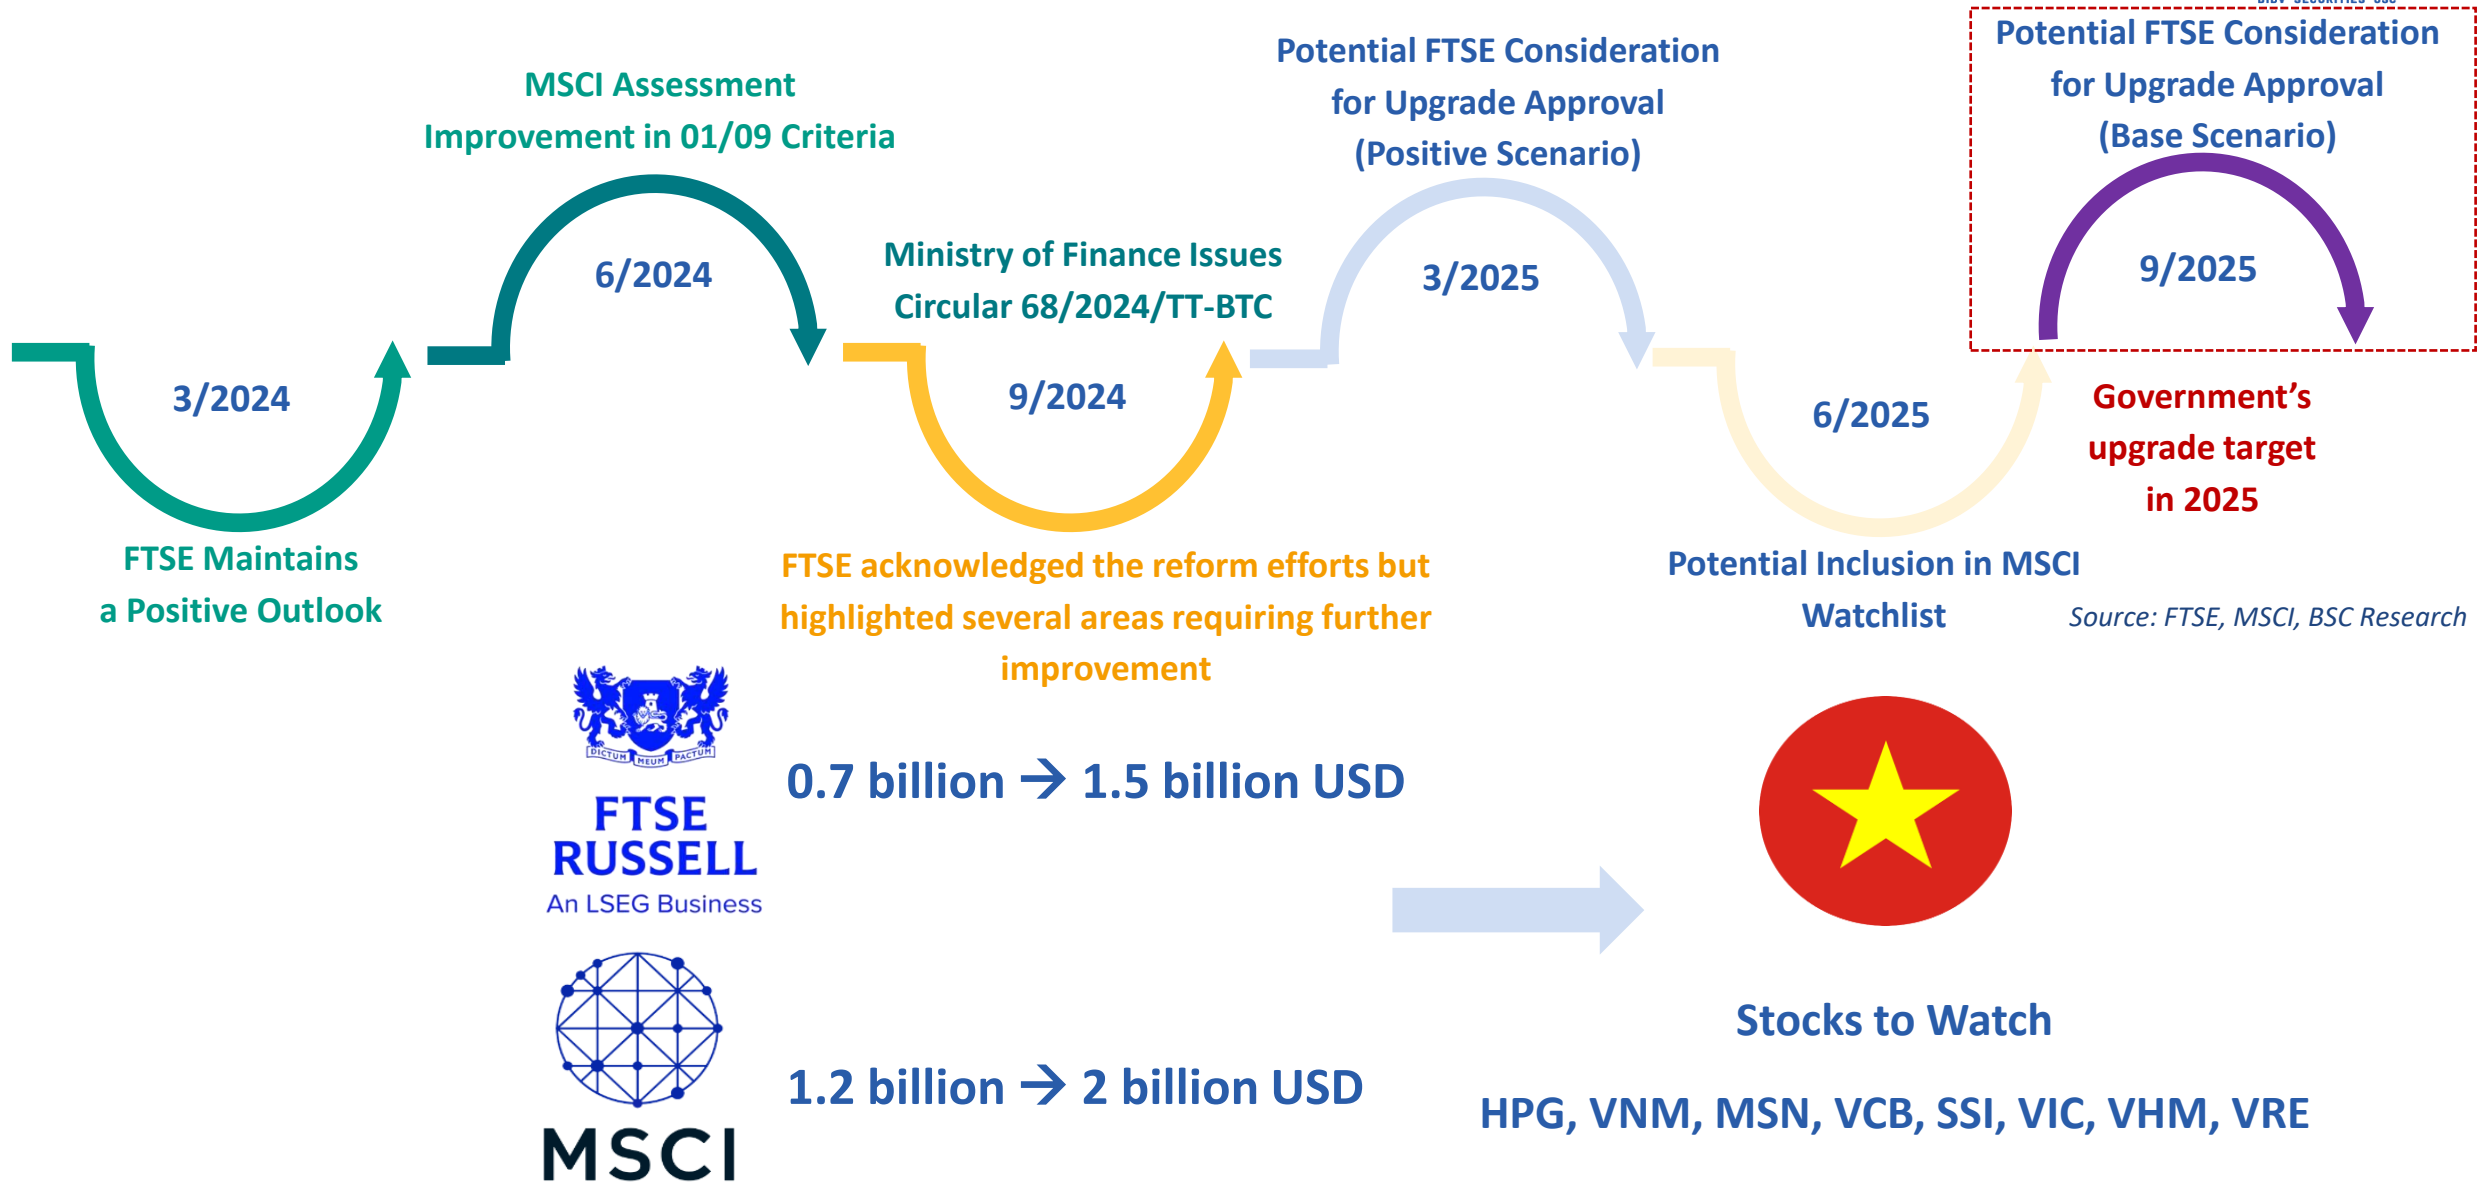 BIDV SECURITIES JSC
Potential FTSE Consideration
for Upgrade Approval
(Base Scenario)
9/2025
Potential FTSE Consideration
for Upgrade Approval
(Positive Scenario)
3/2025
MSCI Assessment
Improvement in 01/09 Criteria
6/2024
Ministry of Finance Issues
Circular 68/2024/TT-BTC
9/2024
3/2024
6/2025
Government’s
upgrade target
in 2025
FTSE Maintains
a Positive Outlook
FTSE acknowledged the reform efforts but
highlighted several areas requiring further
improvement
Potential Inclusion in MSCI
Watchlist
Source: FTSE, MSCI, BSC Research
DICTUM MEUM PACTUM
FTSE
RUSSELL
An LSEG Business
0.7 billion → 1.5 billion USD
MSCI
1.2 billion → 2 billion USD
Stocks to Watch
HPG, VNM, MSN, VCB, SSI, VIC, VHM, VRE